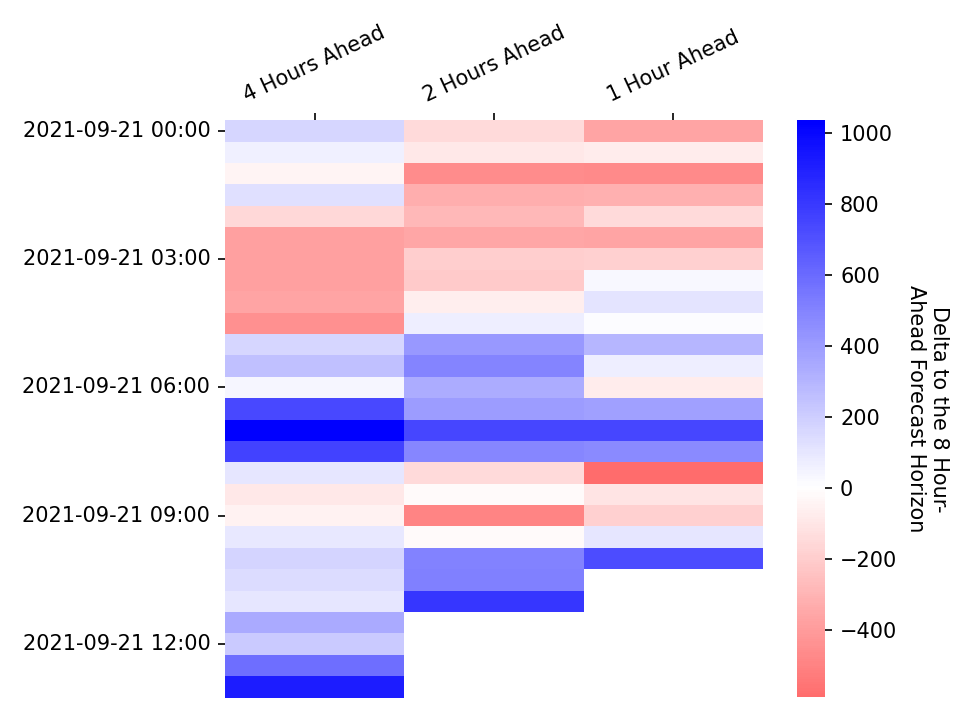 4 Hours Ahead
2 Hours Ahead
1 Hour Ahead
2021-09-21 00:00
2021-09-21 03:00
2021-09-21 06:00
2021-09-21 09:00
2021-09-21 12:00
1000
800
600
400
200
0
−200
−400
Delta to the 8 Hour-
Ahead Forecast Horizon